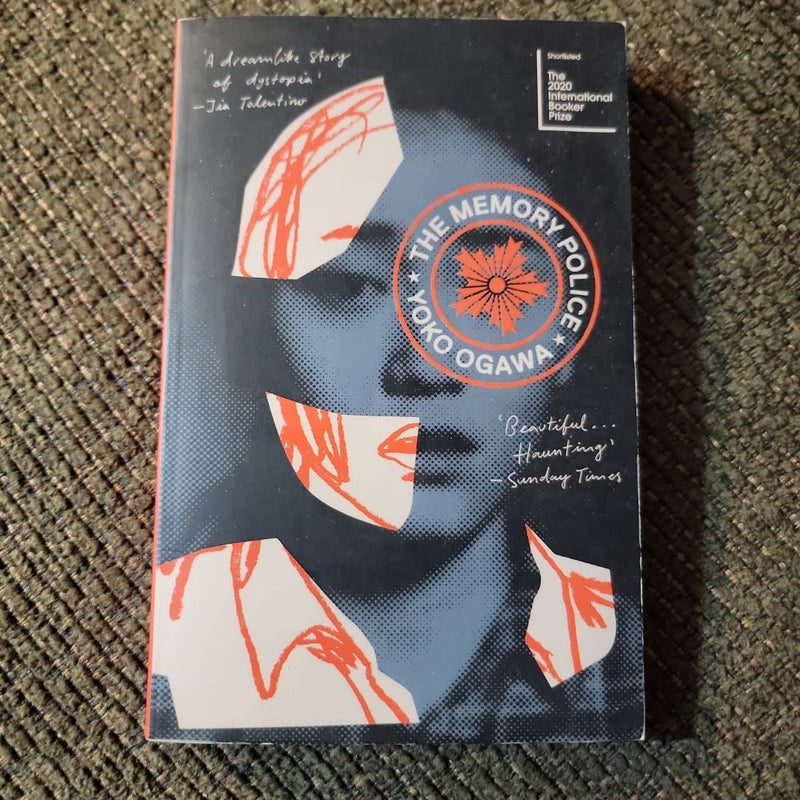 'A dreamlike story
of dystopia'
—Jia Tolentino
Shortlisted
The
2020
International
Booker
Prize
THE MEMORY POLICE
★ YOKO OGAWA ★
'Beautiful...
Haunting'
—Sunday Times